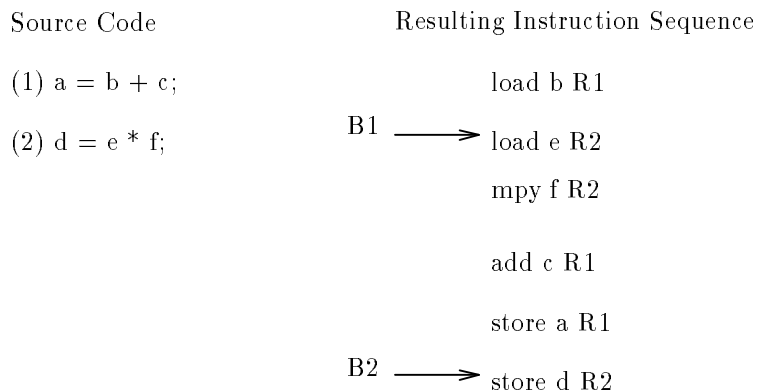 Source Code Resulting Instruction Sequence
(1) a = b + c; load b R1
(2) d = e * f; B1 load e R2
mpy f R2
add c R1
store a R1
B2 store d R2